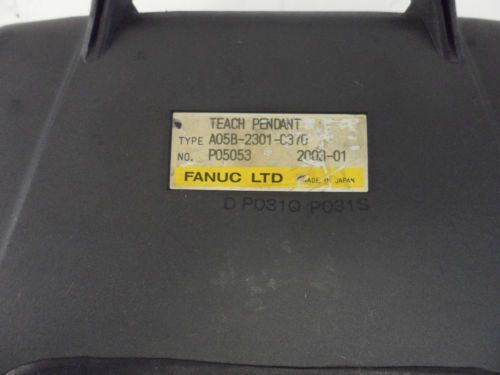 TEACH PENDANT
TYPE A05B-2301-C370
NO. P05053 2003-01
FANUC LTD MADE IN JAPAN
D P031Q P031S